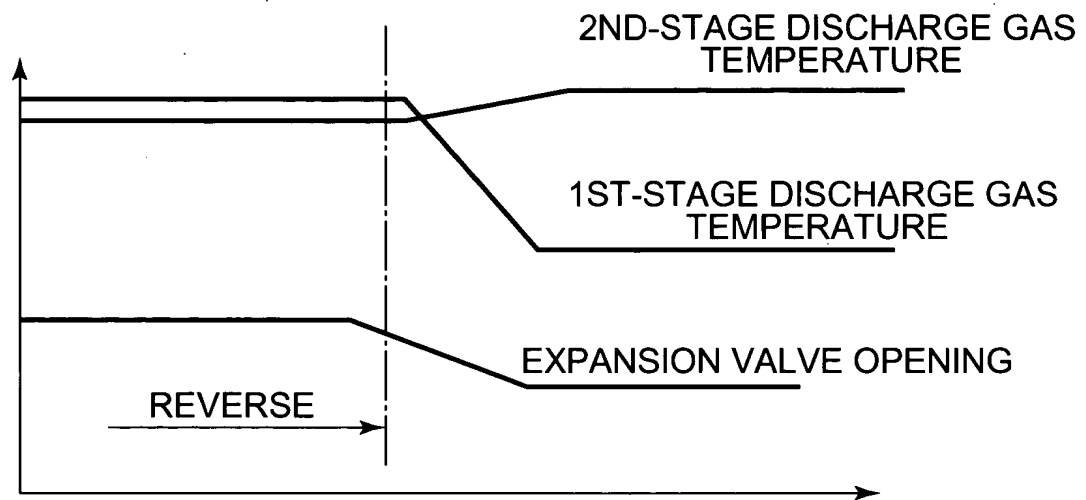 2ND-STAGE DISCHARGE GAS
TEMPERATURE
1ST-STAGE DISCHARGE GAS
TEMPERATURE
EXPANSION VALVE OPENING
REVERSE